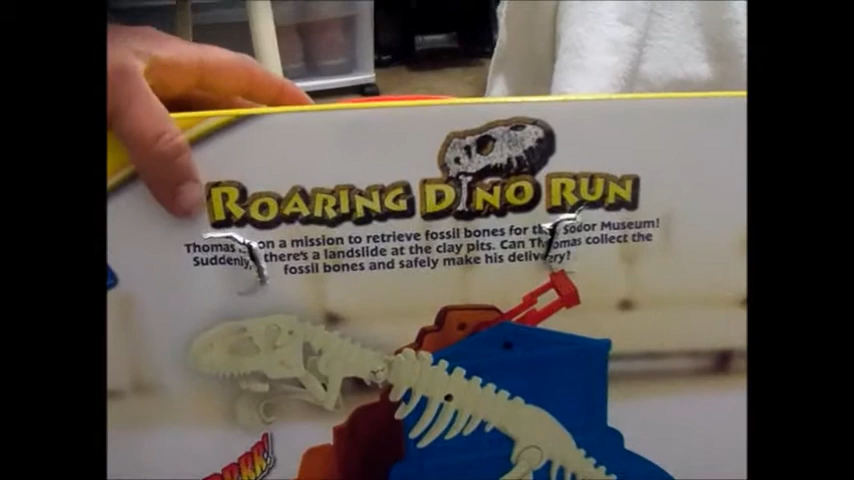 ROARING DINO RUN
Thomas on a mission to retrieve fossil bones for the Sodor Museum!
Suddenly, there's a landslide at the clay pits. Can Thomas collect the
fossil bones and safely make his delivery?